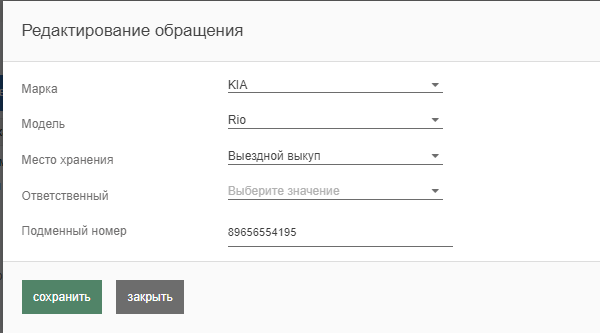 Редактирование обращения
Марка KIA
Модель Rio
Место хранения Выездной выкуп
Ответственный Выберите значение
Подменный номер 89656554195
сохранить закрыть